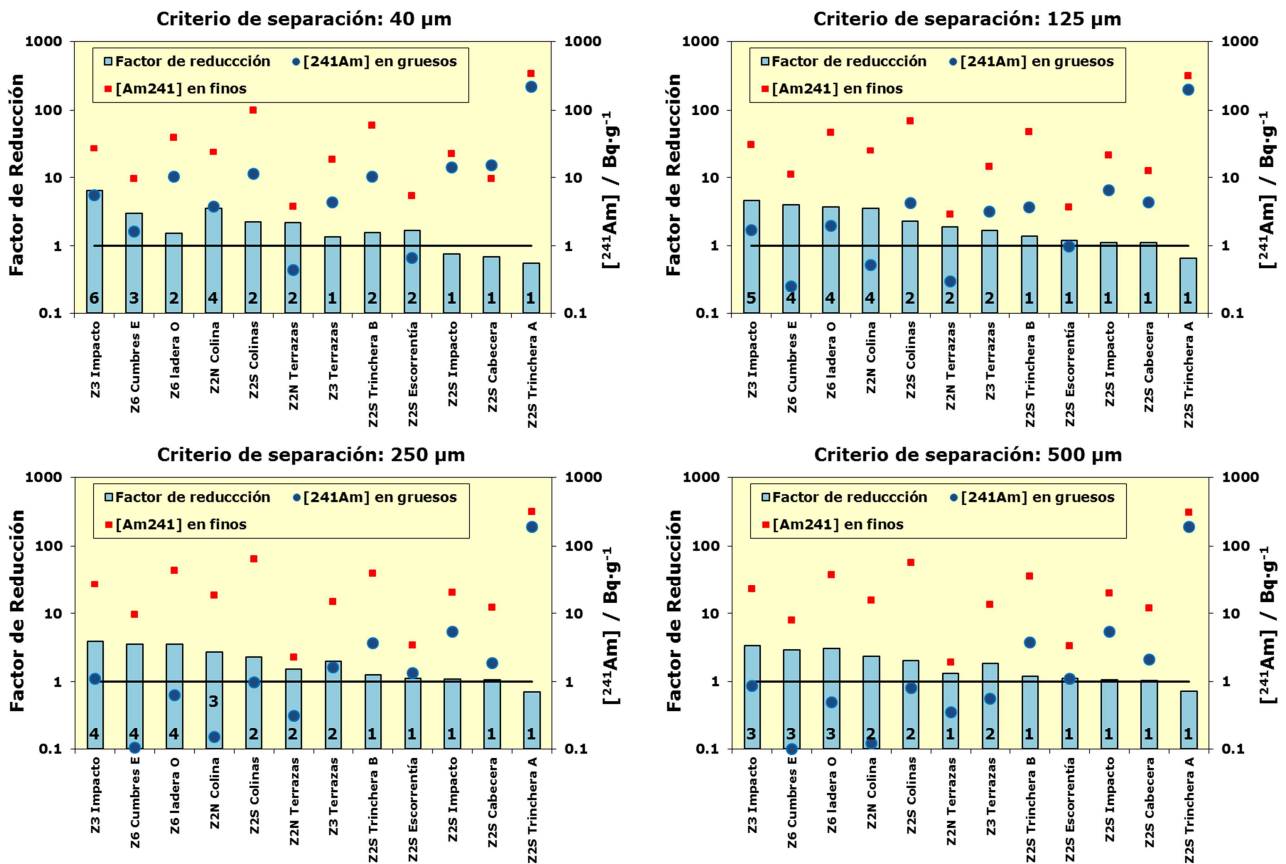 Criterio de separación: 40 µm
Factor de Reducción
1000
100
10
1
0.1
Factor de reduccción
[241Am] en gruesos
[Am241] en finos
6 3 2 4 2 2 1 2 2 1 1 1
1000
100
10
1
0.1
[²⁴¹Am] / Bq·g⁻¹
Z3 Impacto
Z6 Cumbres E
Z6 ladera O
Z2N Colina
Z2S Colinas
Z2N Terrazas
Z3 Terrazas
Z2S Trinchera B
Z2S Escorrentía
Z2S Impacto
Z2S Cabecera
Z2S Trinchera A
Criterio de separación: 125 µm
Factor de Reducción
1000
100
10
1
0.1
Factor de reduccción
[241Am] en gruesos
[Am241] en finos
5 4 4 4 2 2 2 1 1 1 1 1
1000
100
10
1
0.1
[²⁴¹Am] / Bq·g⁻¹
Z3 Impacto
Z6 Cumbres E
Z6 ladera O
Z2N Colina
Z2S Colinas
Z2N Terrazas
Z3 Terrazas
Z2S Trinchera B
Z2S Escorrentía
Z2S Impacto
Z2S Cabecera
Z2S Trinchera A
Criterio de separación: 250 µm
Factor de Reducción
1000
100
10
1
0.1
Factor de reduccción
[241Am] en gruesos
[Am241] en finos
4 4 4 3 2 2 2 1 1 1 1 1
1000
100
10
1
0.1
[²⁴¹Am] / Bq·g⁻¹
Z3 Impacto
Z6 Cumbres E
Z6 ladera O
Z2N Colina
Z2S Colinas
Z2N Terrazas
Z3 Terrazas
Z2S Trinchera B
Z2S Escorrentía
Z2S Impacto
Z2S Cabecera
Z2S Trinchera A
Criterio de separación: 500 µm
Factor de Reducción
1000
100
10
1
0.1
Factor de reduccción
[241Am] en gruesos
[Am241] en finos
3 3 3 2 2 1 2 1 1 1 1 1
1000
100
10
1
0.1
[²⁴¹Am] / Bq·g⁻¹
Z3 Impacto
Z6 Cumbres E
Z6 ladera O
Z2N Colina
Z2S Colinas
Z2N Terrazas
Z3 Terrazas
Z2S Trinchera B
Z2S Escorrentía
Z2S Impacto
Z2S Cabecera
Z2S Trinchera A